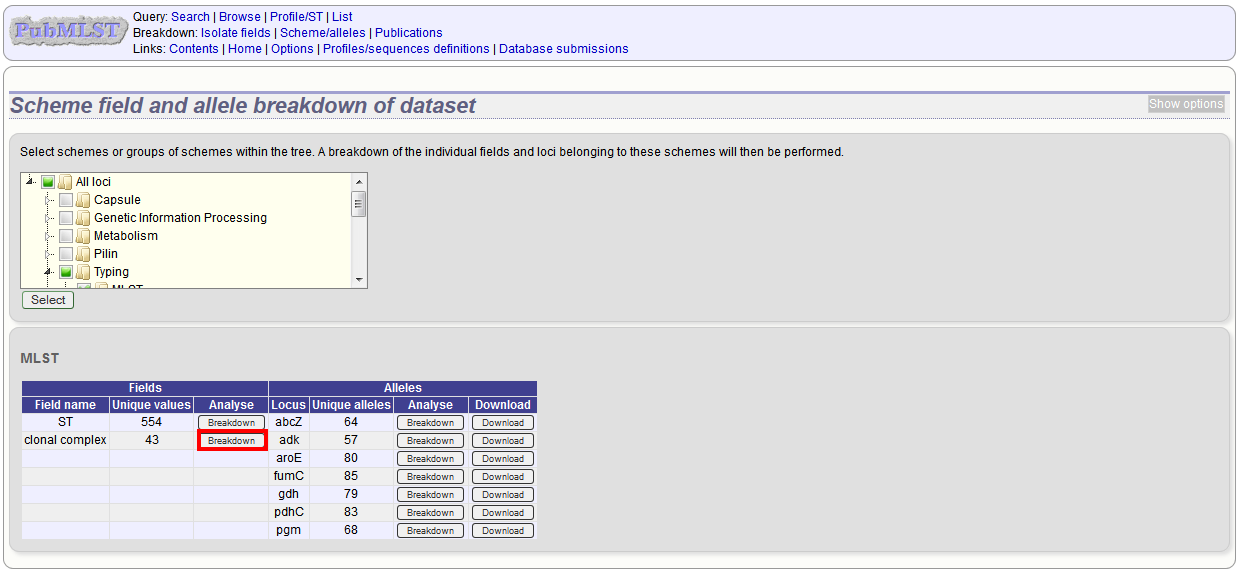 PubMLST
Query: Search | Browse | Profile/ST | List
Breakdown: Isolate fields | Scheme/alleles | Publications
Links: Contents | Home | Options | Profiles/sequences definitions | Database submissions
Scheme field and allele breakdown of dataset
Show options
Select schemes or groups of schemes within the tree. A breakdown of the individual fields and loci belonging to these schemes will then be performed.
All loci
Capsule
Genetic Information Processing
Metabolism
Pilin
Typing
MLST
Select
MLST
Fields Alleles
Field name Unique values Analyse Locus Unique alleles Analyse Download
ST 554 Breakdown abcZ 64 Breakdown Download
clonal complex 43 Breakdown adk 57 Breakdown Download
aroE 80 Breakdown Download
fumC 85 Breakdown Download
gdh 79 Breakdown Download
pdhC 83 Breakdown Download
pgm 68 Breakdown Download